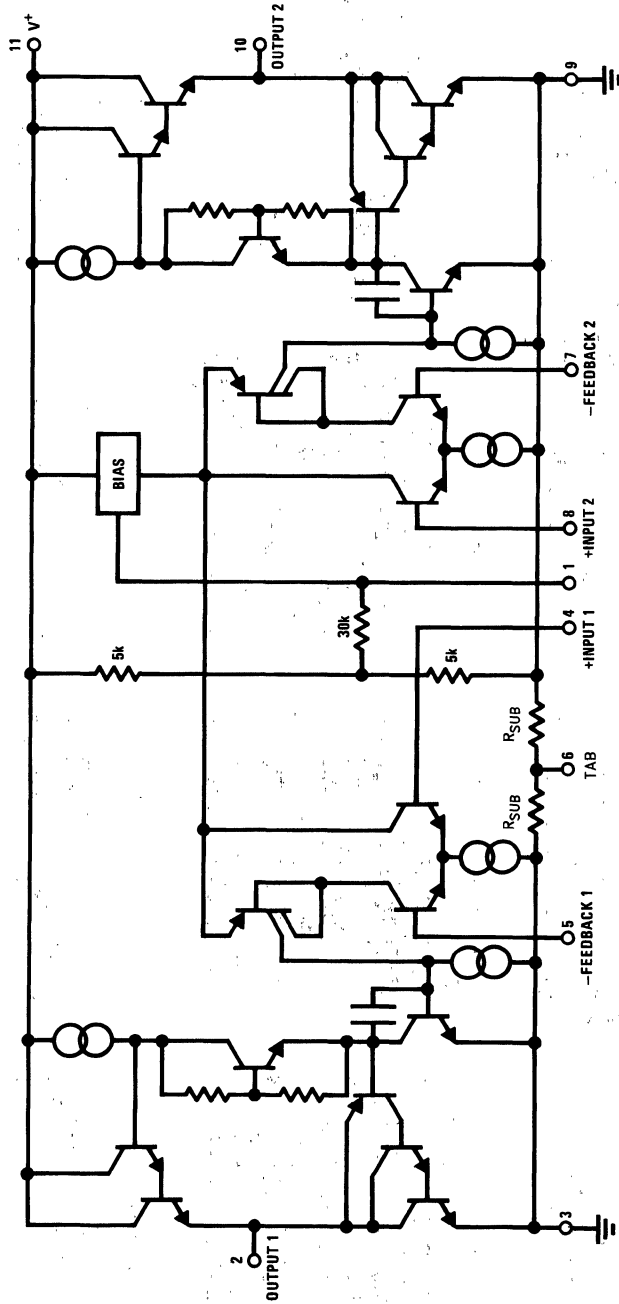 11 V+
10
OUTPUT 2
9
7
–FEEDBACK 2
BIAS
8
+INPUT 2
1
30k
4
+INPUT 1
5k
5k
RSUB
6
TAB
RSUB
5
–FEEDBACK 1
2
OUTPUT 1
3